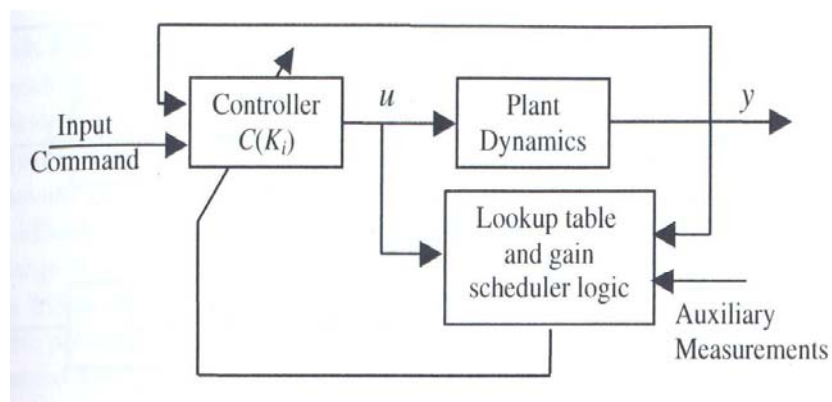 Controller
C(Kᵢ)
u
Plant
Dynamics
y
Input
Command
Lookup table
and gain
scheduler logic
Auxiliary
Measurements